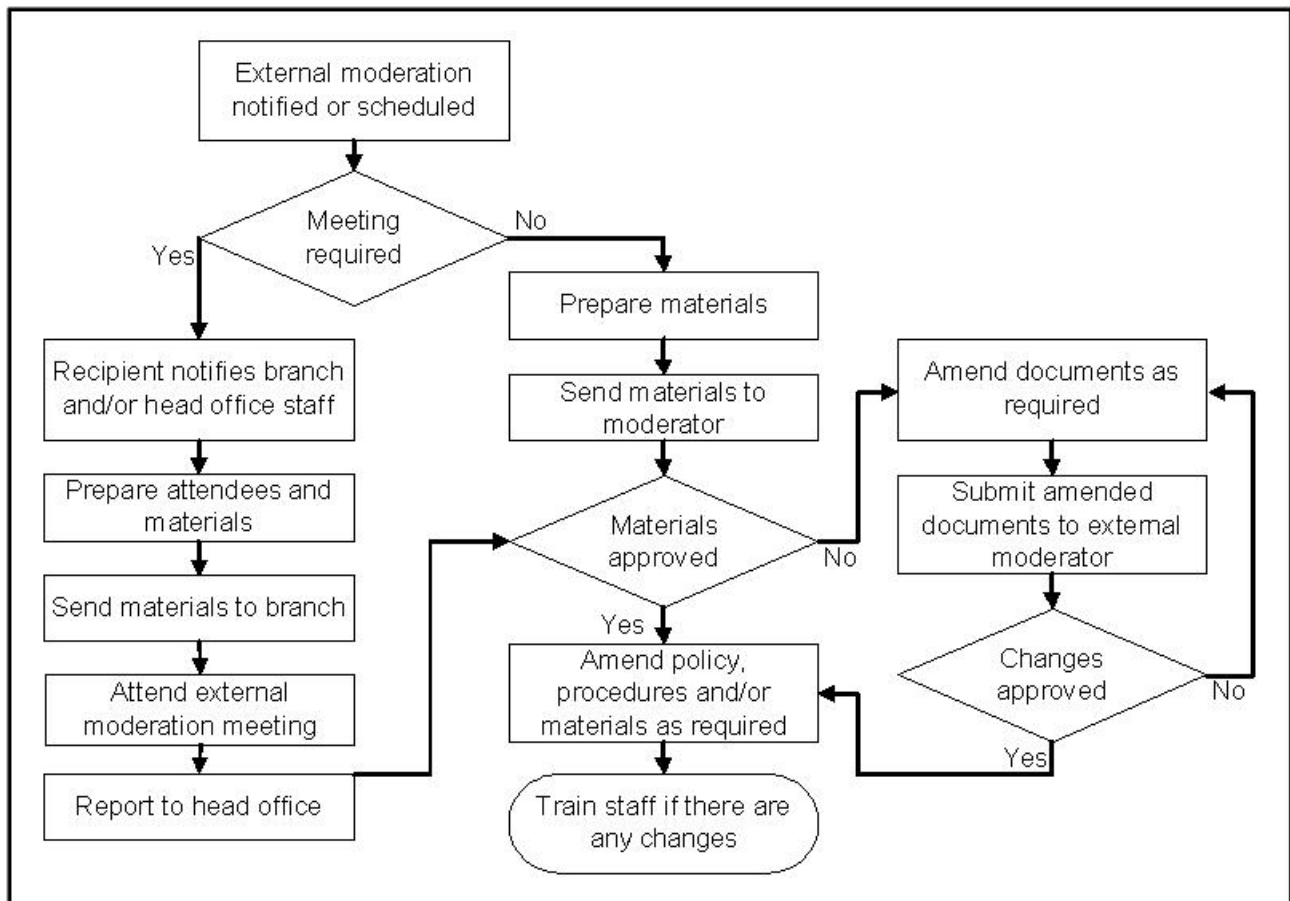 External moderation
notified or scheduled
Meeting
required
Yes
No
Recipient notifies branch
and/or head office staff
Prepare attendees and
materials
Send materials to branch
Attend external
moderation meeting
Report to head office
Prepare materials
Send materials to
moderator
Materials
approved
No
Yes
Amend policy,
procedures and/or
materials as required
Train staff if there are
any changes
Amend documents as
required
Submit amended
documents to external
moderator
Changes
approved
No
Yes